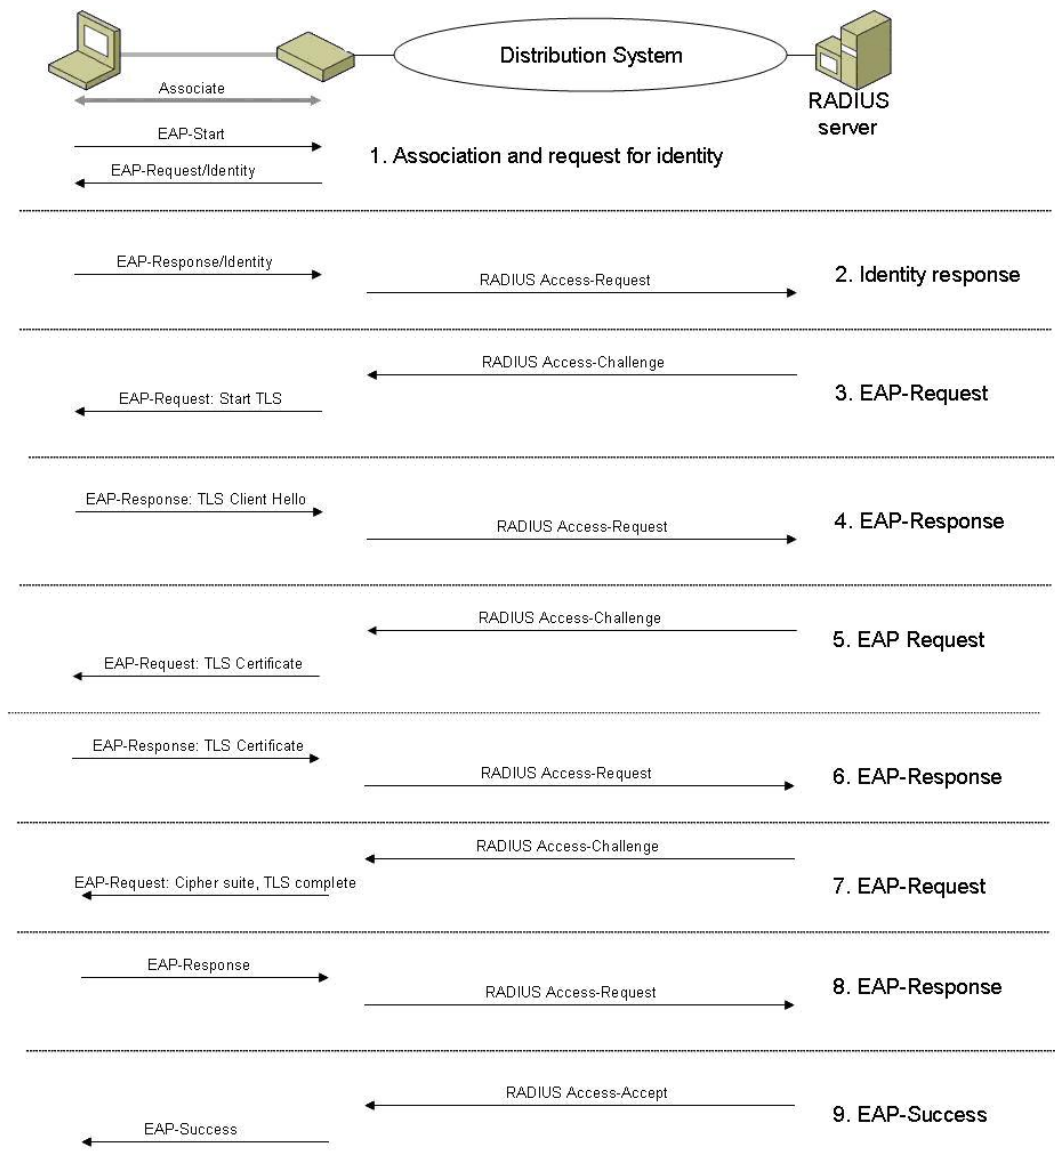 Distribution System
RADIUS
server
Associate
EAP-Start
EAP-Request/Identity
1. Association and request for identity
EAP-Response/Identity
RADIUS Access-Request
2. Identity response
RADIUS Access-Challenge
EAP-Request: Start TLS
3. EAP-Request
EAP-Response: TLS Client Hello
RADIUS Access-Request
4. EAP-Response
RADIUS Access-Challenge
EAP-Request: TLS Certificate
5. EAP Request
EAP-Response: TLS Certificate
RADIUS Access-Request
6. EAP-Response
RADIUS Access-Challenge
EAP-Request: Cipher suite, TLS complete
7. EAP-Request
EAP-Response
RADIUS Access-Request
8. EAP-Response
RADIUS Access-Accept
EAP-Success
9. EAP-Success